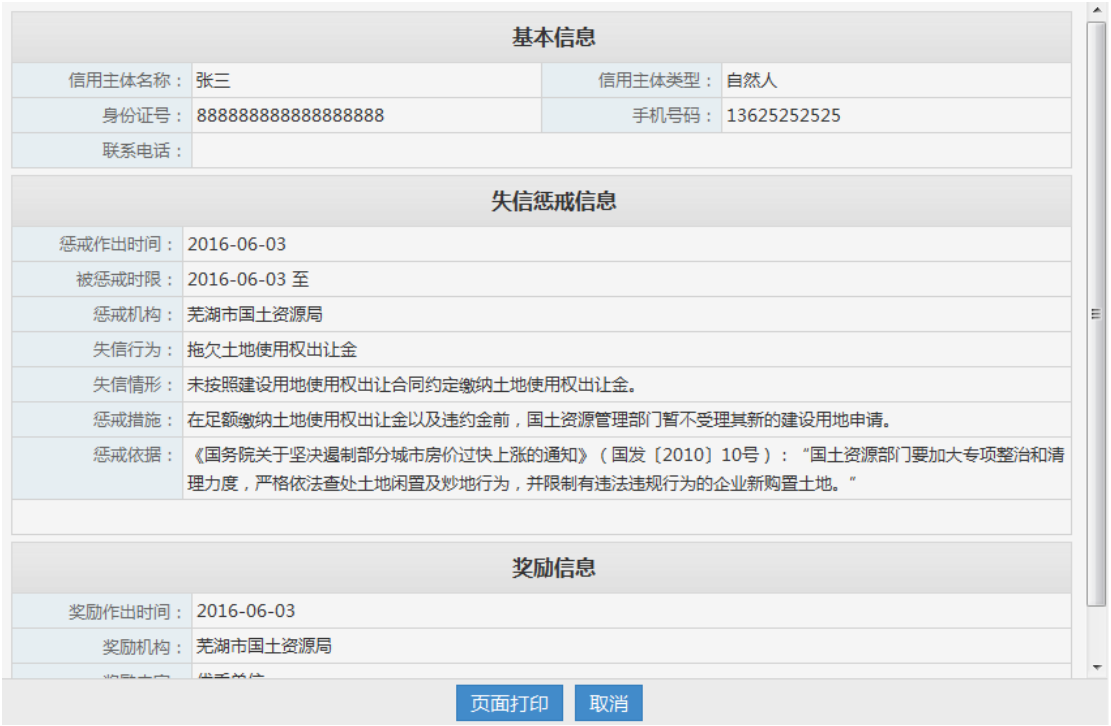 基本信息
信用主体名称： 张三 信用主体类型： 自然人
身份证号： 888888888888888888 手机号码： 13625252525
联系电话：
失信惩戒信息
惩戒作出时间： 2016-06-03
被惩戒时限： 2016-06-03 至
惩戒机构： 芜湖市国土资源局
失信行为： 拖欠土地使用权出让金
失信情形： 未按照建设用地使用权出让合同约定缴纳土地使用权出让金。
惩戒措施： 在足额缴纳土地使用权出让金以及违约金前，国土资源管理部门暂不受理其新的建设用地申请。
惩戒依据： 《国务院关于坚决遏制部分城市房价过快上涨的通知》（国发〔2010〕10号）：“国土资源部门要加大专项整治和清
理力度，严格依法查处土地闲置及炒地行为，并限制有违法违规行为的企业新购置土地。”
奖励信息
奖励作出时间： 2016-06-03
奖励机构： 芜湖市国土资源局
页面打印 取消